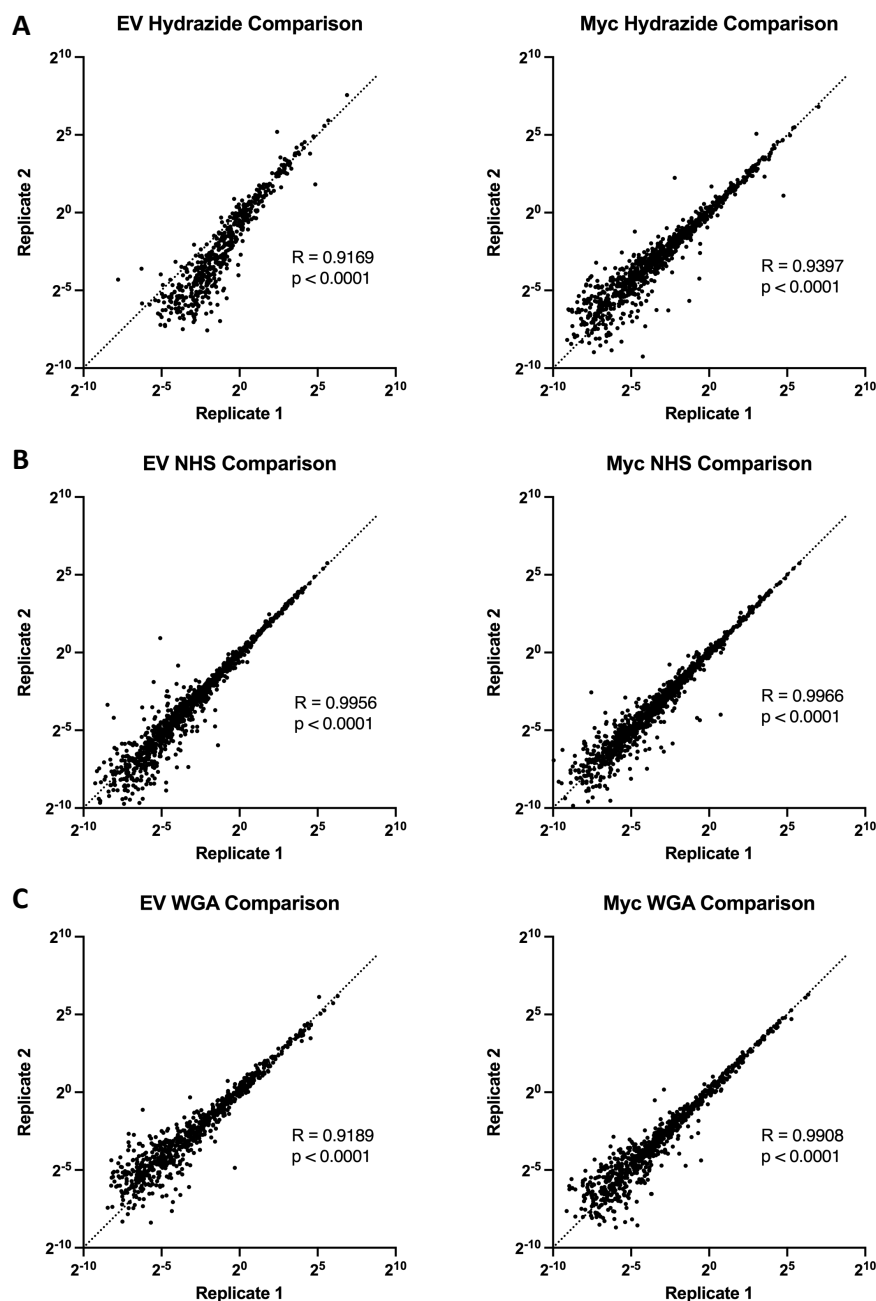 A
EV Hydrazide Comparison
Myc Hydrazide Comparison
2^10
2^5
2^0
2^-5
2^-10
Replicate 2
R = 0.9169
p < 0.0001
2^-10 2^-5 2^0 2^5 2^10
Replicate 1
2^10
2^5
2^0
2^-5
2^-10
Replicate 2
R = 0.9397
p < 0.0001
2^-10 2^-5 2^0 2^5 2^10
Replicate 1
B
EV NHS Comparison
Myc NHS Comparison
2^10
2^5
2^0
2^-5
2^-10
Replicate 2
R = 0.9956
p < 0.0001
2^-10 2^-5 2^0 2^5 2^10
Replicate 1
2^10
2^5
2^0
2^-5
2^-10
Replicate 2
R = 0.9966
p < 0.0001
2^-10 2^-5 2^0 2^5 2^10
Replicate 1
C
EV WGA Comparison
Myc WGA Comparison
2^10
2^5
2^0
2^-5
2^-10
Replicate 2
R = 0.9189
p < 0.0001
2^-10 2^-5 2^0 2^5 2^10
Replicate 1
2^10
2^5
2^0
2^-5
2^-10
Replicate 2
R = 0.9908
p < 0.0001
2^-10 2^-5 2^0 2^5 2^10
Replicate 1